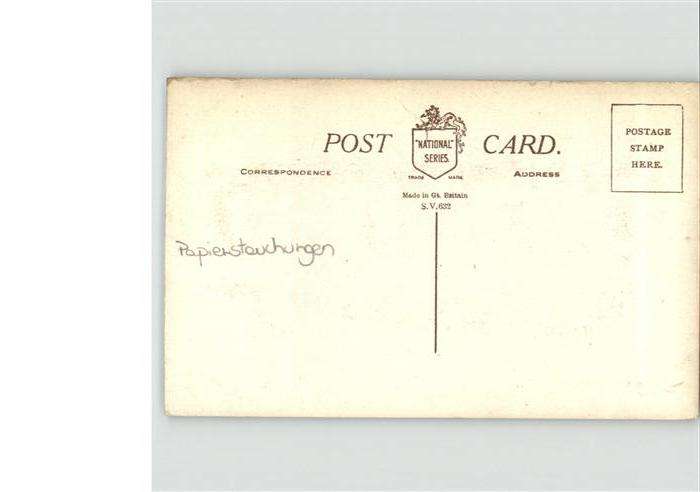 POST CARD.
"NATIONAL"
SERIES.
TRADE MARK.
CORRESPONDENCE
ADDRESS
Made in Gt. Britain
S.V. 632
POSTAGE
STAMP
HERE.
Papierstauchungen